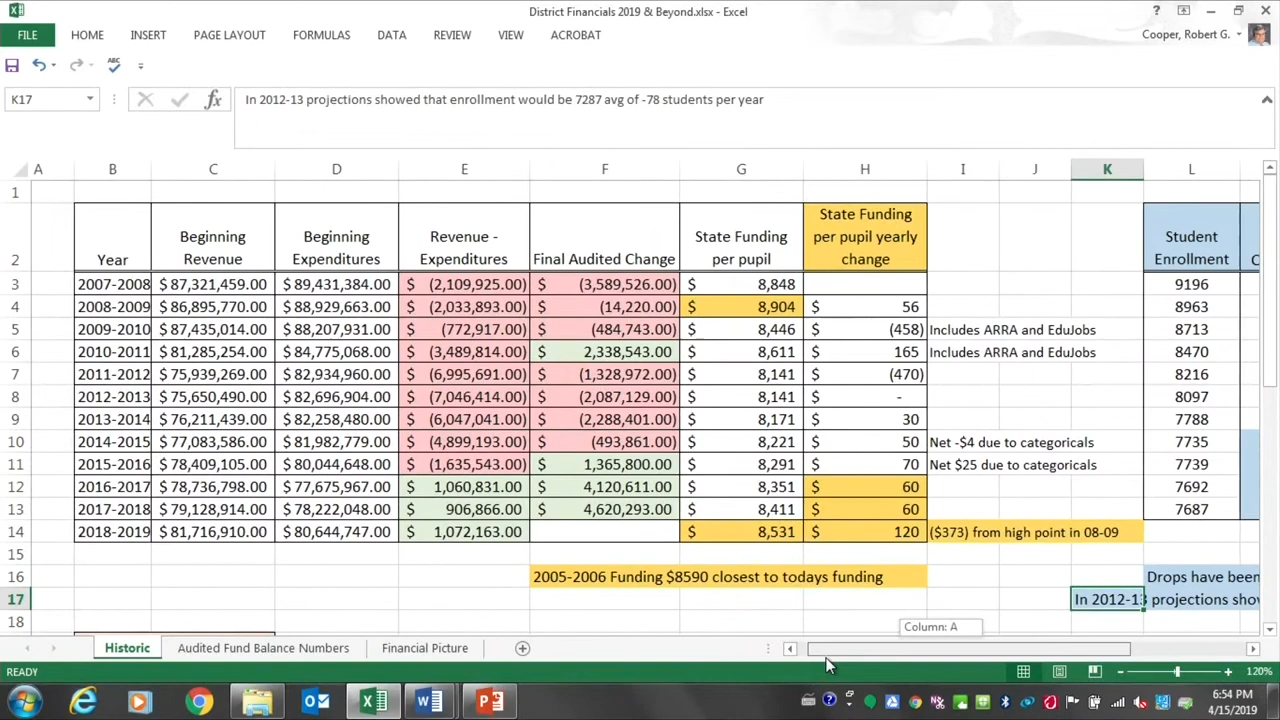 District Financials 2019 & Beyond.xlsx - Excel
?
FILE HOME INSERT PAGE LAYOUT FORMULAS DATA REVIEW VIEW ACROBAT Cooper, Robert G.
ABC
K17 fx In 2012-13 projections showed that enrollment would be 7287 avg of -78 students per year
A B C D E F G H I J K L
1
2 Year Beginning Revenue Beginning Expenditures Revenue - Expenditures Final Audited Change State Funding per pupil State Funding per pupil yearly change Student Enrollment C
3 2007-2008 $ 87,321,459.00 $ 89,431,384.00 $ (2,109,925.00) $ (3,589,526.00) $ 8,848 9196
4 2008-2009 $ 86,895,770.00 $ 88,929,663.00 $ (2,033,893.00) $ (14,220.00) $ 8,904 $ 56 8963
5 2009-2010 $ 87,435,014.00 $ 88,207,931.00 $ (772,917.00) $ (484,743.00) $ 8,446 $ (458) Includes ARRA and EduJobs 8713
6 2010-2011 $ 81,285,254.00 $ 84,775,068.00 $ (3,489,814.00) $ 2,338,543.00 $ 8,611 $ 165 Includes ARRA and EduJobs 8470
7 2011-2012 $ 75,939,269.00 $ 82,934,960.00 $ (6,995,691.00) $ (1,328,972.00) $ 8,141 $ (470) 8216
8 2012-2013 $ 75,650,490.00 $ 82,696,904.00 $ (7,046,414.00) $ (2,087,129.00) $ 8,141 $ - 8097
9 2013-2014 $ 76,211,439.00 $ 82,258,480.00 $ (6,047,041.00) $ (2,288,401.00) $ 8,171 $ 30 7788
10 2014-2015 $ 77,083,586.00 $ 81,982,779.00 $ (4,899,193.00) $ (493,861.00) $ 8,221 $ 50 Net -$4 due to categoricals 7735
11 2015-2016 $ 78,409,105.00 $ 80,044,648.00 $ (1,635,543.00) $ 1,365,800.00 $ 8,291 $ 70 Net $25 due to categoricals 7739
12 2016-2017 $ 78,736,798.00 $ 77,675,967.00 $ 1,060,831.00 $ 4,120,611.00 $ 8,351 $ 60 7692
13 2017-2018 $ 79,128,914.00 $ 78,222,048.00 $ 906,866.00 $ 4,620,293.00 $ 8,411 $ 60 7687
14 2018-2019 $ 81,716,910.00 $ 80,644,747.00 $ 1,072,163.00 $ 8,531 $ 120 ($373) from high point in 08-09
15
16 2005-2006 Funding $8590 closest to todays funding Drops have been
17 In 2012-13 projections show
18
Column: A
Historic Audited Fund Balance Numbers Financial Picture
READY 120%
6:54 PM
4/15/2019